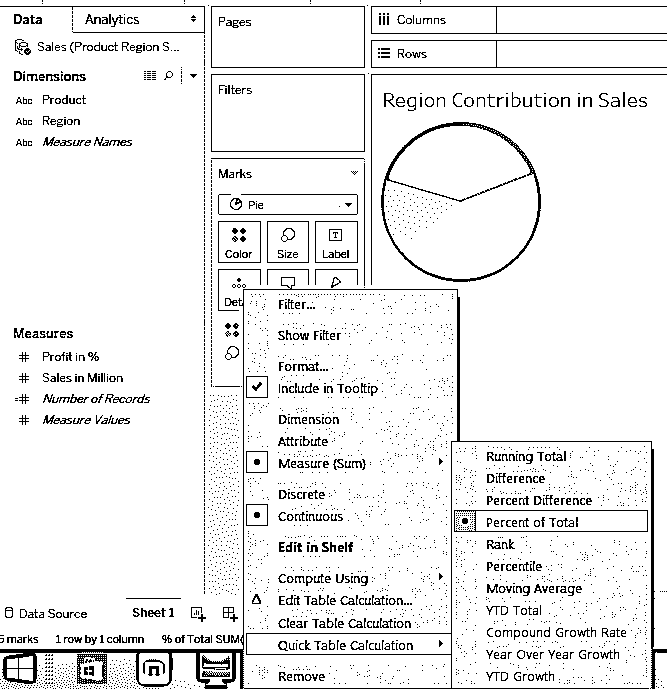 Data
Analytics
Pages
Columns
Rows
Sales (Product Region S...
Dimensions
Abc Product
Abc Region
Abc Measure Names
Filters
Region Contribution in Sales
Marks
Pie
Color
Size
Label
Measures
# Profit in %
# Sales in Million
=# Number of Records
# Measure Values
Filter...
Show Filter
Format...
Include in Tooltip
Dimension
Attribute
Measure (Sum)
Discrete
Continuous
Edit in Shelf
Compute Using
Edit Table Calculation...
Clear Table Calculation
Quick Table Calculation
Remove
Running Total
Difference
Percent Difference
Percent of Total
Rank
Percentile
Moving Average
YTD Total
Compound Growth Rate
Year Over Year Growth
YTD Growth
Data Source
Sheet 1
marks 1 row by 1 column % of Total SUM(